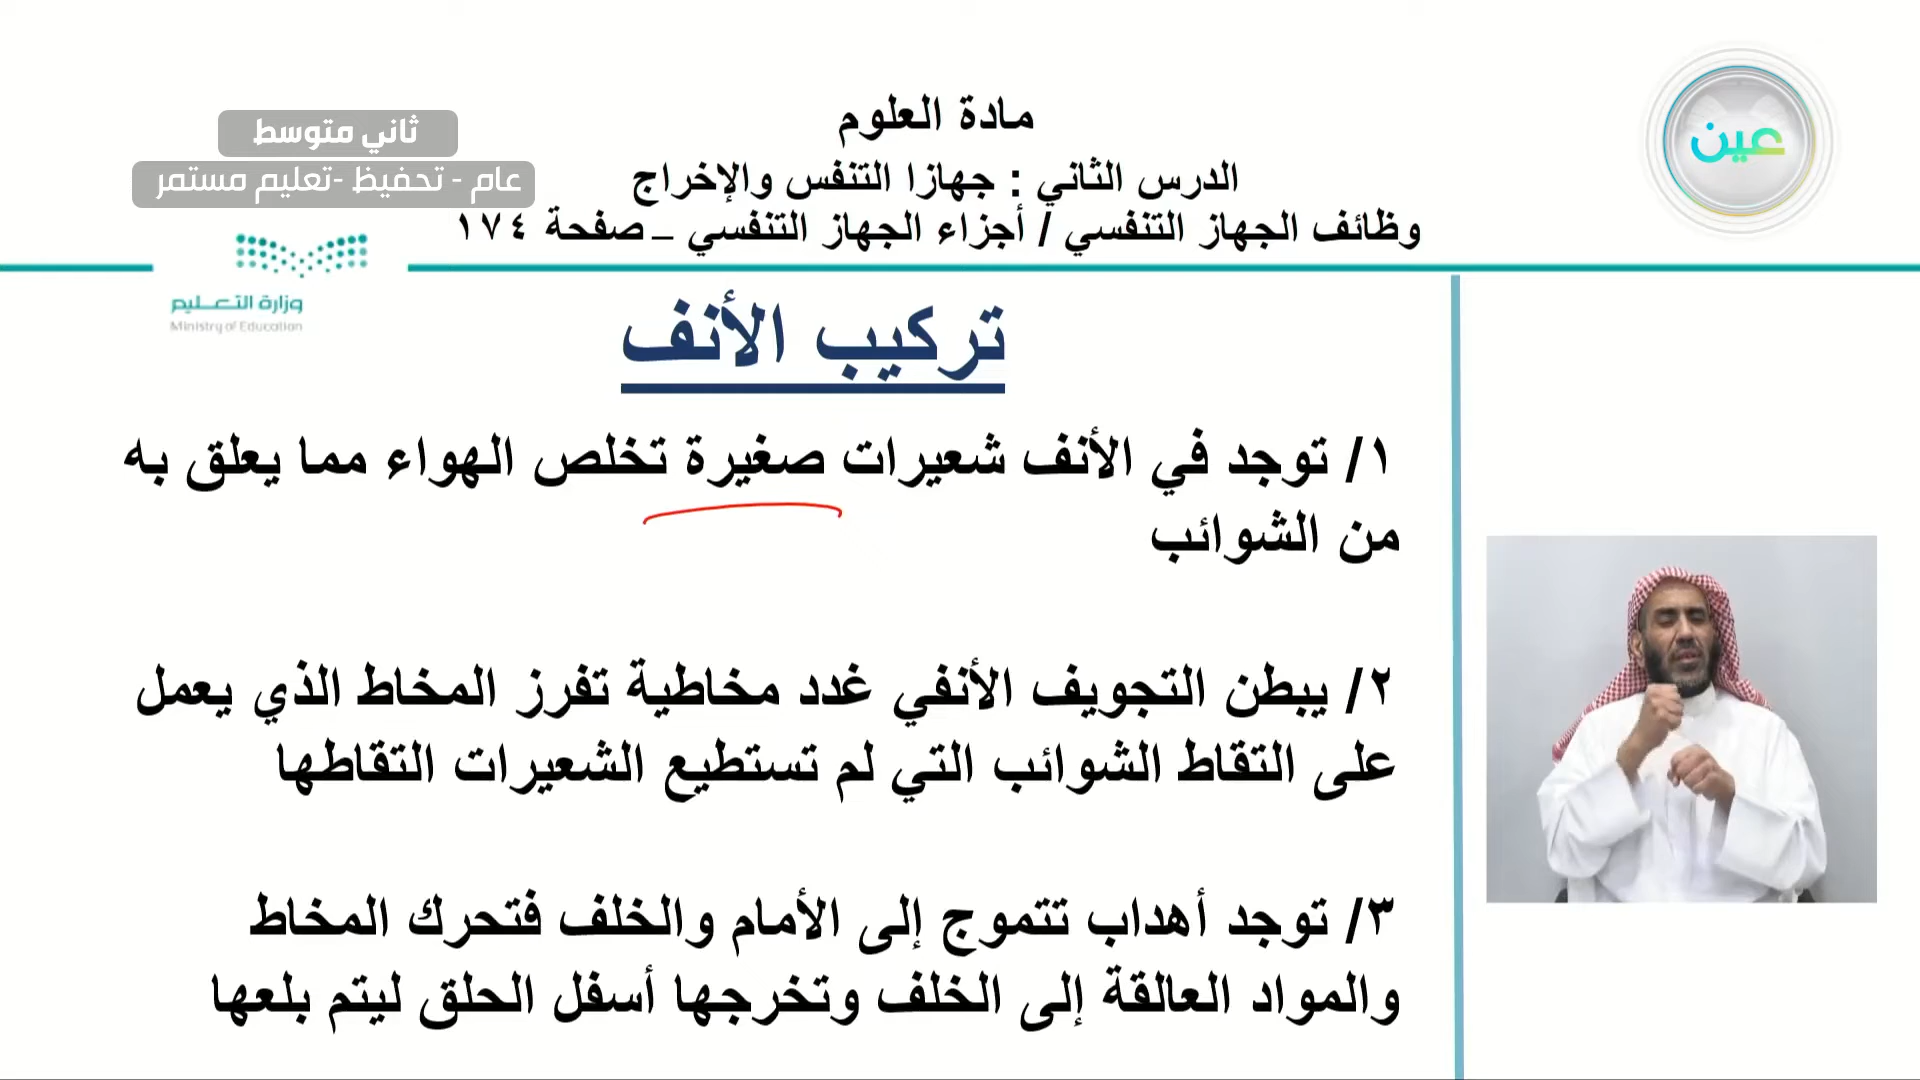 مادة العلوم
عين
ثاني متوسط
عام - تحفيظ -تعليم مستمر
الدرس الثاني : جهازا التنفس والإخراج
وظائف الجهاز التنفسي / أجزاء الجهاز التنفسي – صفحة ١٧٤
وزارة التعـــليم
Ministry of Education
تركيب الأنف
١/ توجد في الأنف شعيرات صغيرة تخلص الهواء مما يعلق به
من الشوائب
٢/ يبطن التجويف الأنفي غدد مخاطية تفرز المخاط الذي يعمل
على التقاط الشوائب التي لم تستطيع الشعيرات التقاطها
٣/ توجد أهداب تتموج إلى الأمام والخلف فتحرك المخاط
والمواد العالقة إلى الخلف وتخرجها أسفل الحلق ليتم بلعها